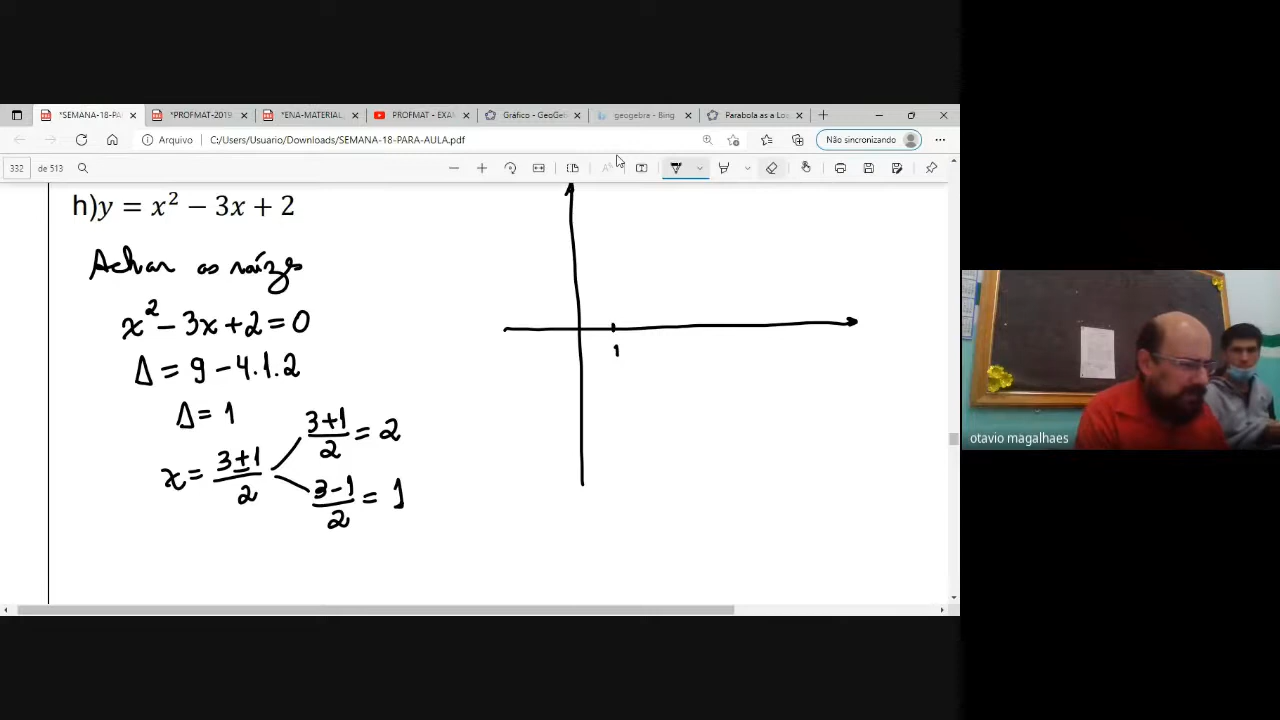 *SEMANA-18-PA
*PROFMAT-2019
*ENA-MATERIAL
PROFMAT - EXAM
Gráfico - GeoGe
geogebra - Bing
Parabola as a Lo
Arquivo
C:/Users/Usuario/Downloads/SEMANA-18-PARA-AULA.pdf
Não sincronizando
332
de 513
h)y = x² − 3x + 2
Achar as raízes
x² − 3x + 2 = 0
Δ = 9 − 4.1.2
Δ = 1
x = 3±1/2
3+1/2 = 2
3−1/2 = 1
1
otavio magalhaes